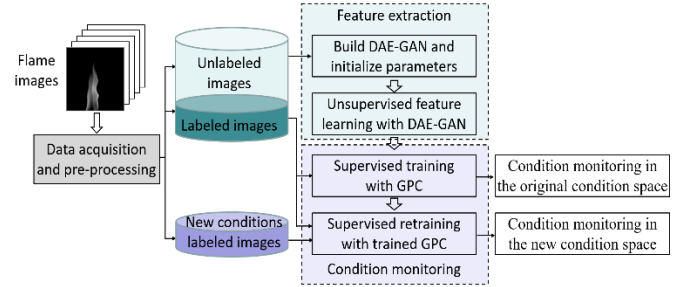 Flame
images
Data acquisition
and pre-processing
Unlabeled images
Labeled images
New conditions
labeled images
Feature extraction
Build DAE-GAN and
initialize parameters
Unsupervised feature
learning with DAE-GAN
Supervised training
with GPC
Supervised retraining
with trained GPC
Condition monitoring
Condition monitoring in
the original condition space
Condition monitoring in
the new condition space